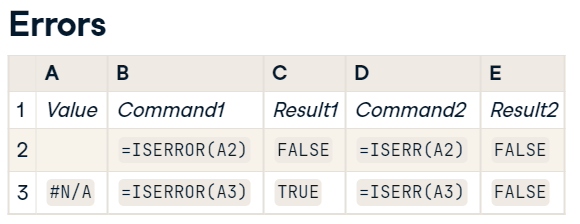 Errors
A B C D E
1 Value Command1 Result1 Command2 Result2
2 =ISERROR(A2) FALSE =ISERR(A2) FALSE
3 #N/A =ISERROR(A3) TRUE =ISERR(A3) FALSE